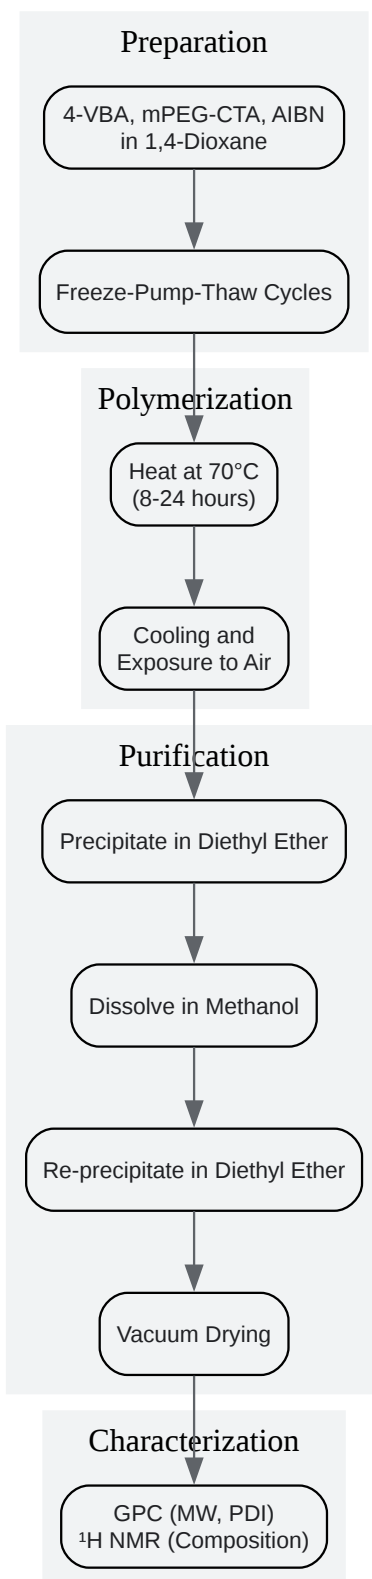 Preparation
4-VBA, mPEG-CTA, AIBN
in 1,4-Dioxane
Freeze-Pump-Thaw Cycles
Polymerization
Heat at 70°C
(8-24 hours)
Cooling and
Exposure to Air
Purification
Precipitate in Diethyl Ether
Dissolve in Methanol
Re-precipitate in Diethyl Ether
Vacuum Drying
Characterization
GPC (MW, PDI)
¹H NMR (Composition)